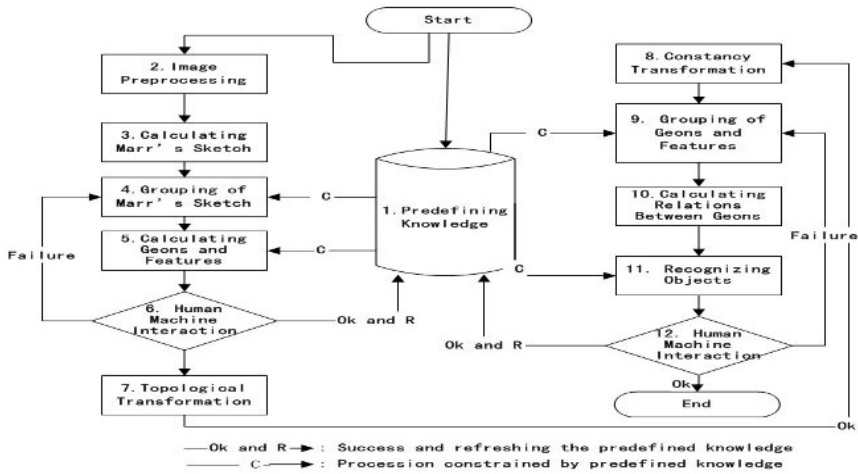 Start
2. Image
Preprocessing
3. Calculating
Marr's Sketch
4. Grouping of
Marr's Sketch
5. Calculating
Geons and
Features
6. Human
Machine
Interaction
7. Topological
Transformation
Failure
C
C
Ok and R
1. Predefining
Knowledge
C
C
Ok and R
8. Constancy
Transformation
9. Grouping of
Geons and
Features
10. Calculating
Relations
Between Geons
11. Recognizing
Objects
12. Human
Machine
Interaction
Failure
Ok
End
Ok
Ok and R : Success and refreshing the predefined knowledge
C : Procession constrained by predefined knowledge